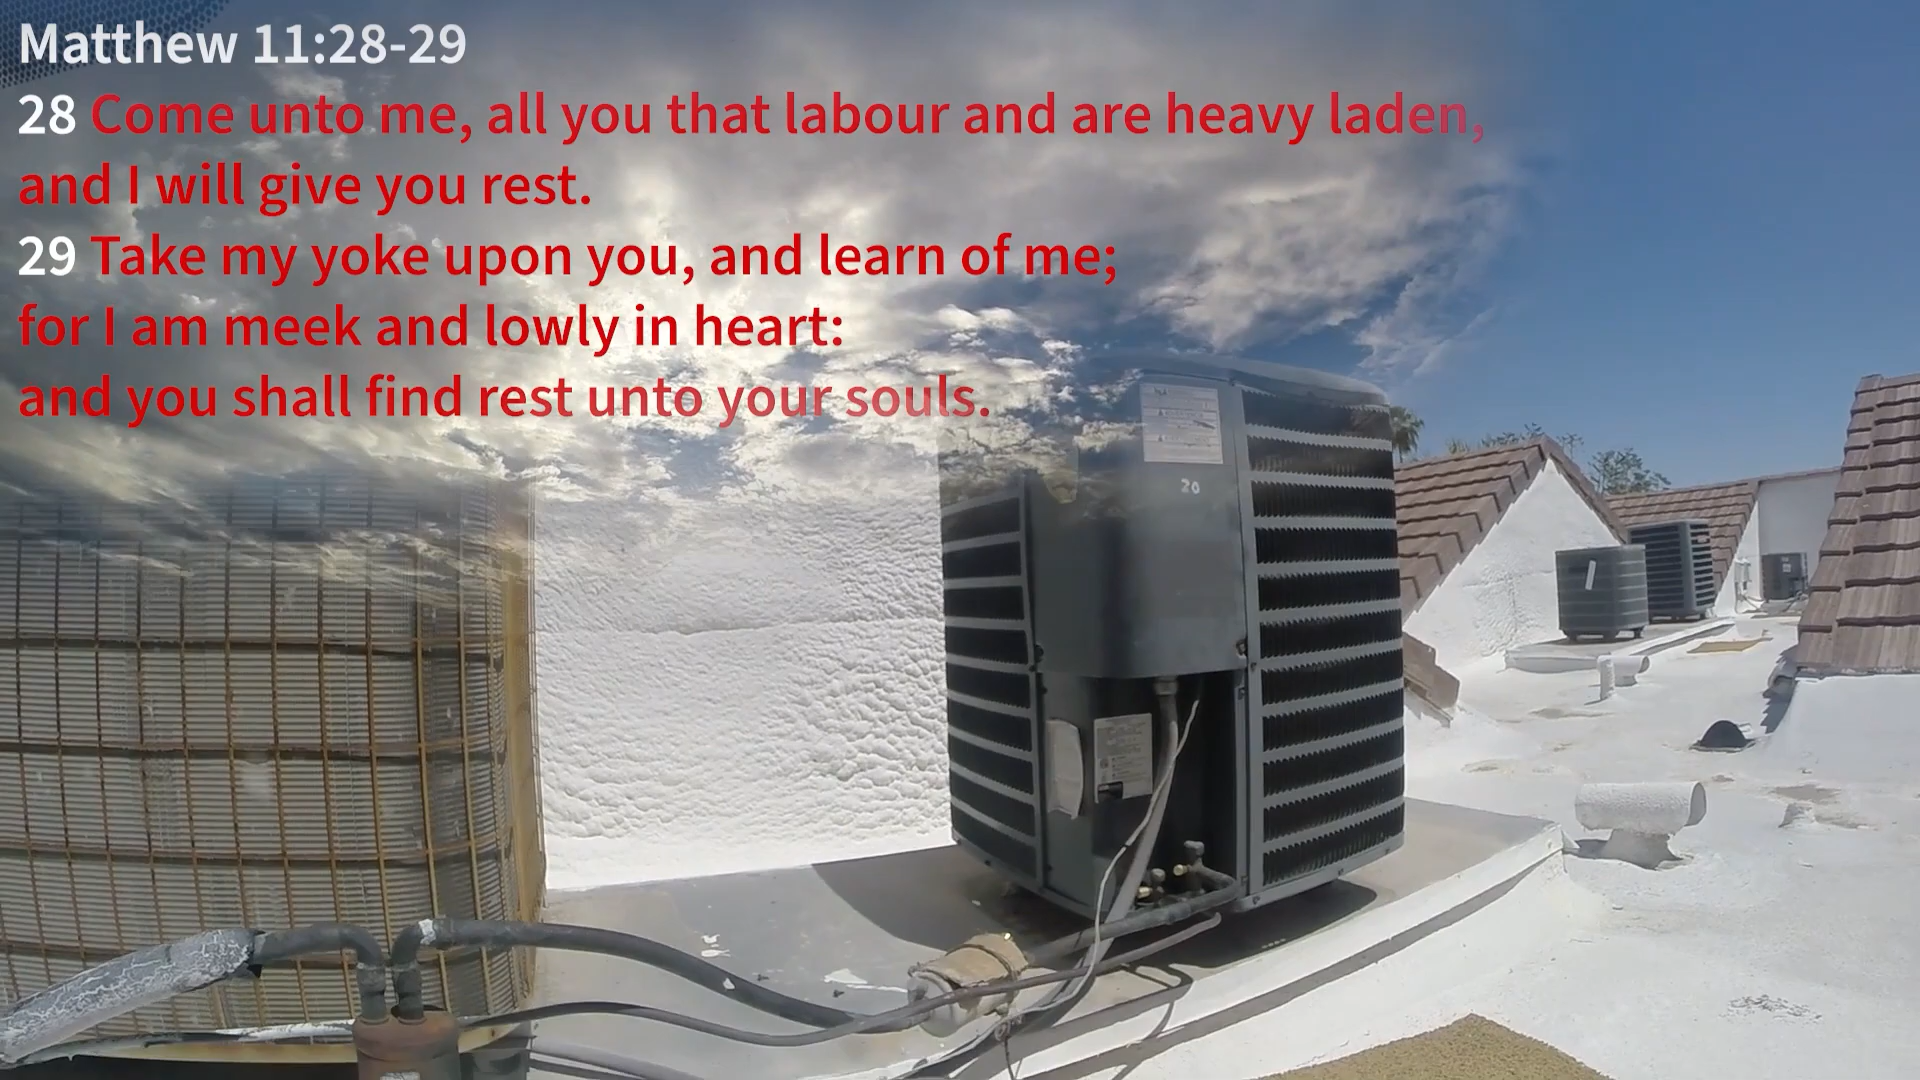 Matthew 11:28-29
28 Come unto me, all you that labour and are heavy laden,
and I will give you rest.
29 Take my yoke upon you, and learn of me;
for I am meek and lowly in heart:
and you shall find rest unto your souls.
20